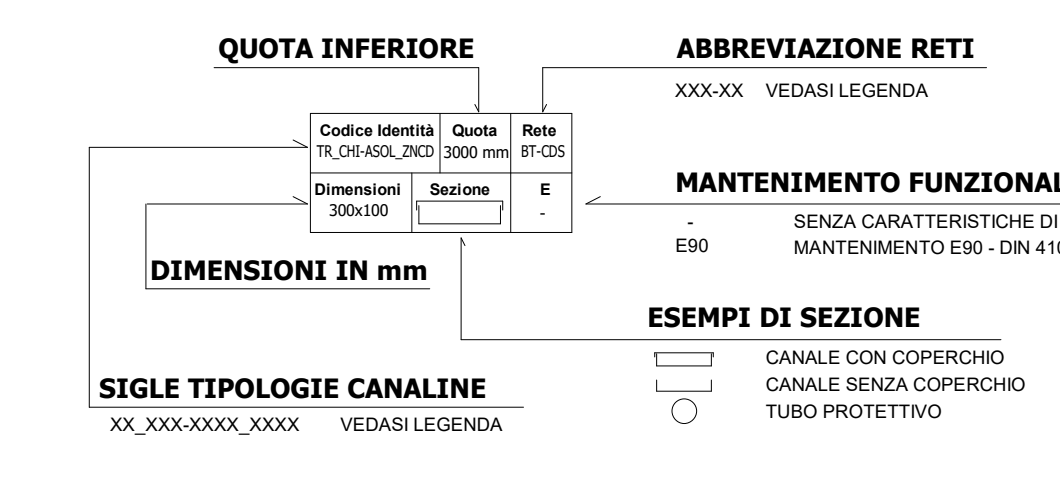 QUOTA INFERIORE
ABBREVIAZIONE RETI
XXX-XX VEDASI LEGENDA
Codice Identità Quota Rete
TR_CHI-ASOL_ZNCD 3000 mm BT-CDS
Dimensioni Sezione E
300x100 -
MANTENIMENTO FUNZIONAL
- SENZA CARATTERISTICHE DI
E90 MANTENIMENTO E90 - DIN 410
DIMENSIONI IN mm
ESEMPI DI SEZIONE
CANALE CON COPERCHIO
CANALE SENZA COPERCHIO
TUBO PROTETTIVO
SIGLE TIPOLOGIE CANALINE
XX_XXX-XXXX_XXXX VEDASI LEGENDA